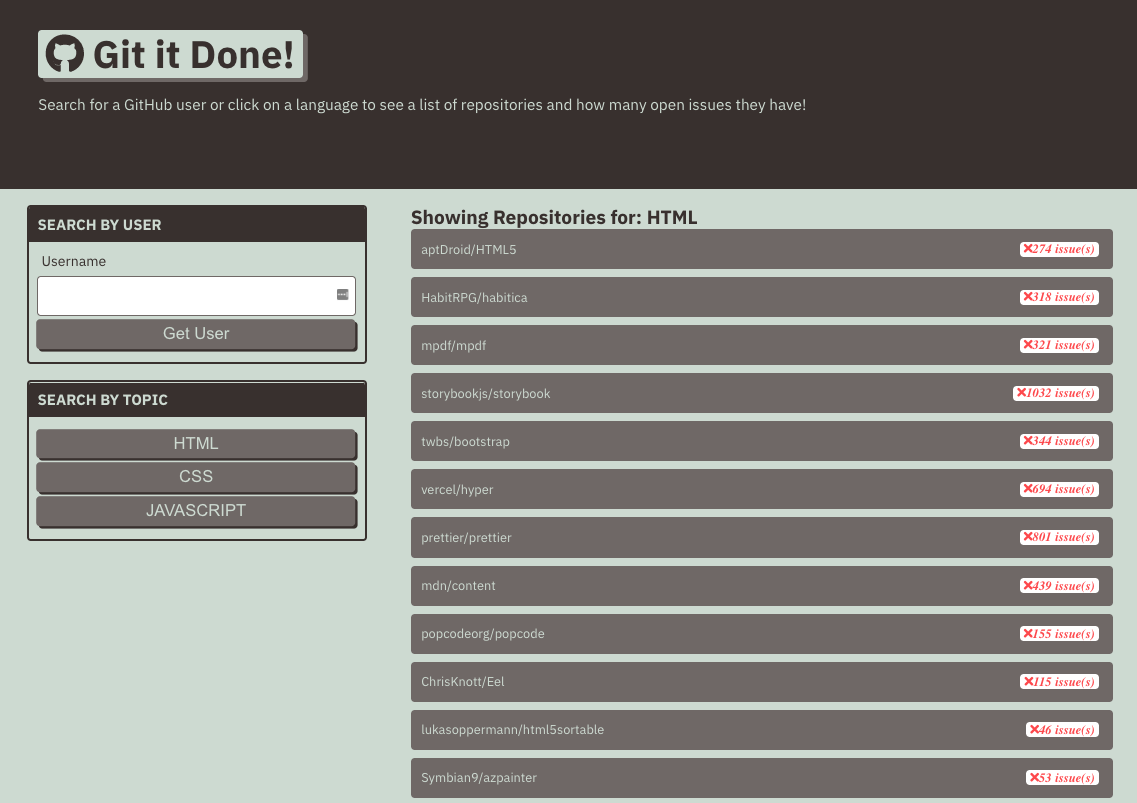 Git it Done!
Search for a GitHub user or click on a language to see a list of repositories and how many open issues they have!
SEARCH BY USER
Username
Get User
SEARCH BY TOPIC
HTML
CSS
JAVASCRIPT
Showing Repositories for: HTML
aptDroid/HTML5 274 issue(s)
HabitRPG/habitica 318 issue(s)
mpdf/mpdf 321 issue(s)
storybookjs/storybook 1032 issue(s)
twbs/bootstrap 344 issue(s)
vercel/hyper 694 issue(s)
prettier/prettier 801 issue(s)
mdn/content 439 issue(s)
popcodeorg/popcode 155 issue(s)
ChrisKnott/Eel 115 issue(s)
lukasoppermann/html5sortable 46 issue(s)
Symbian9/azpainter 53 issue(s)